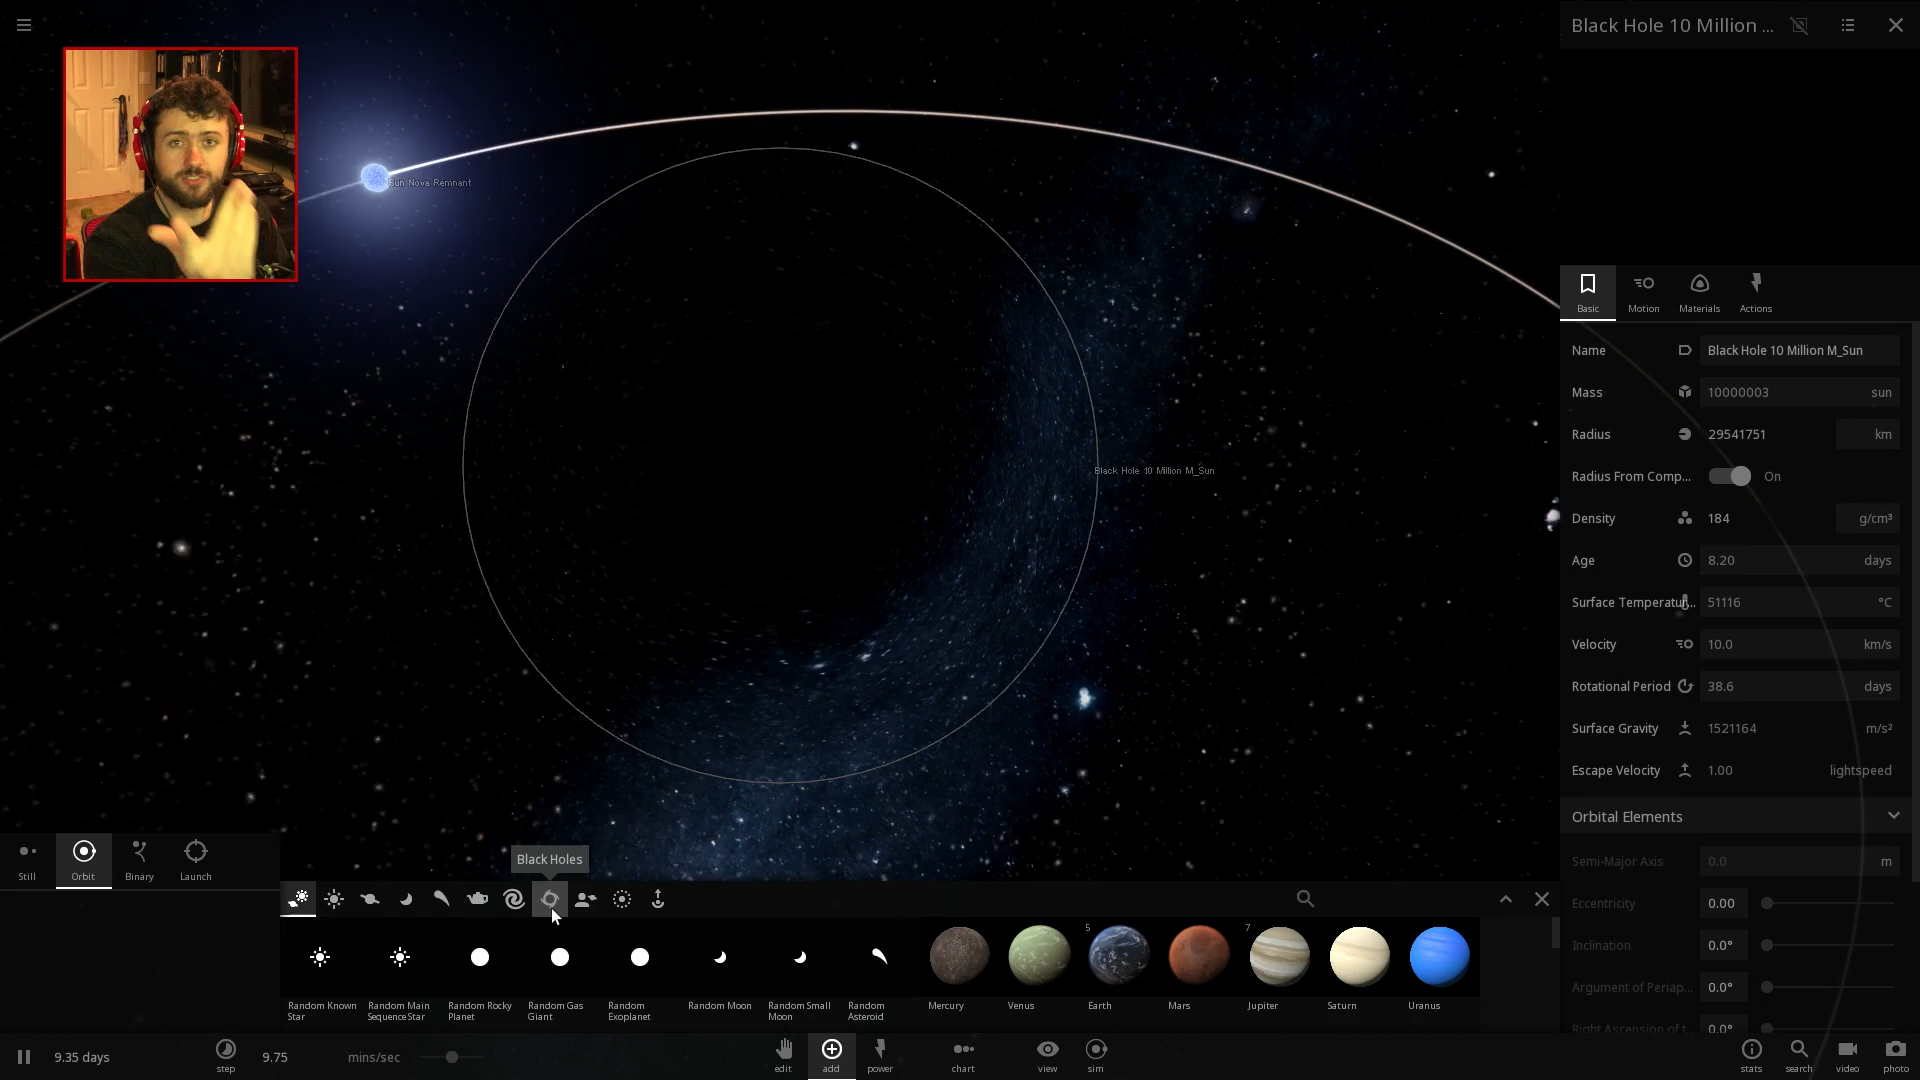 Black Hole 10 Million ...
Sun Nova Remnant
Basic
Motion
Materials
Actions
Name
Black Hole 10 Million M_Sun
Mass
10000003
sun
Radius
29541751
km
Black Hole 10 Million M_Sun
Radius From Comp...
On
Density
184
g/cm³
Age
8.20
days
Surface Temperatur...
51116
°C
Velocity
10.0
km/s
Rotational Period
38.6
days
Surface Gravity
1521164
m/s²
Escape Velocity
1.00
lightspeed
Orbital Elements
Semi-Major Axis
0.0
m
Eccentricity
0.00
Inclination
0.0°
Argument of Periap...
0.0°
Right Ascension of t...
0.0°
Still
Orbit
Binary
Launch
Black Holes
5
7
Random Known
Star
Random Main
Sequence Star
Random Rocky
Planet
Random Gas
Giant
Random
Exoplanet
Random Moon
Random Small
Moon
Random
Asteroid
Mercury
Venus
Earth
Mars
Jupiter
Saturn
Uranus
9.35 days
step
9.75
mins/sec
edit
add
power
chart
view
sim
stats
search
video
photo